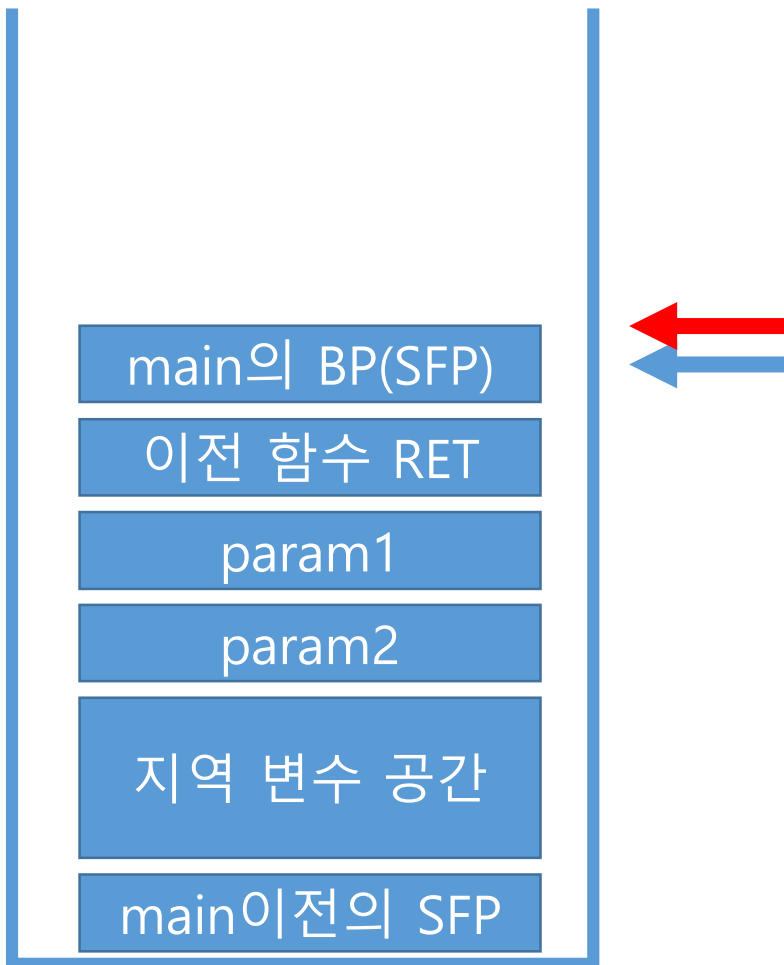 main의 BP(SFP)
이전 함수 RET
param1
param2
지역 변수 공간
main이전의 SFP